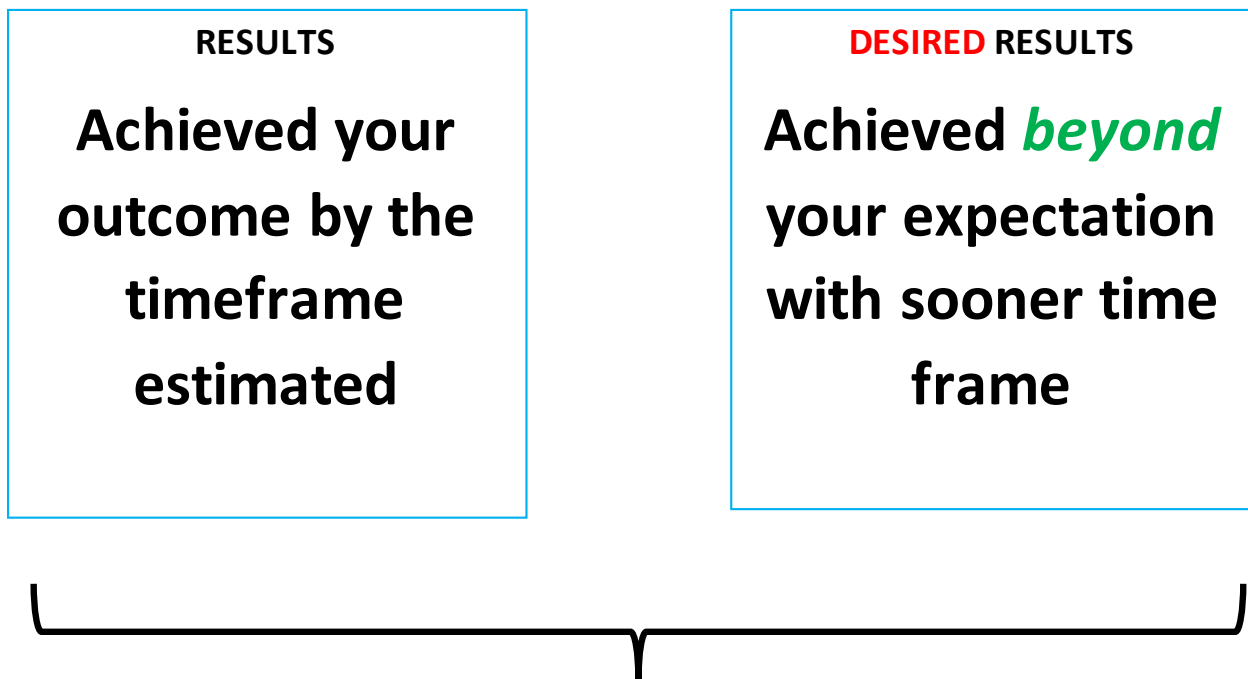 RESULTS
Achieved your
outcome by the
timeframe
estimated
DESIRED RESULTS
Achieved beyond
your expectation
with sooner time
frame